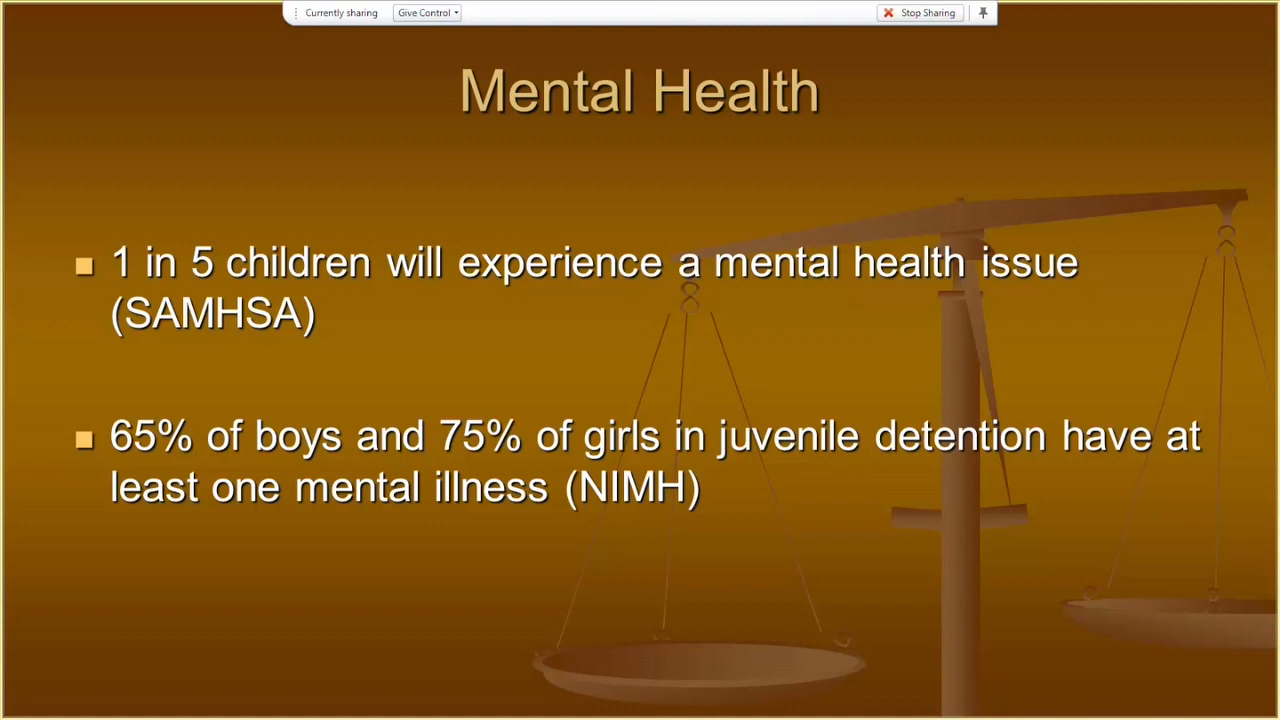 Currently sharing Give Control Stop Sharing
Mental Health
1 in 5 children will experience a mental health issue
(SAMHSA)
65% of boys and 75% of girls in juvenile detention have at
least one mental illness (NIMH)